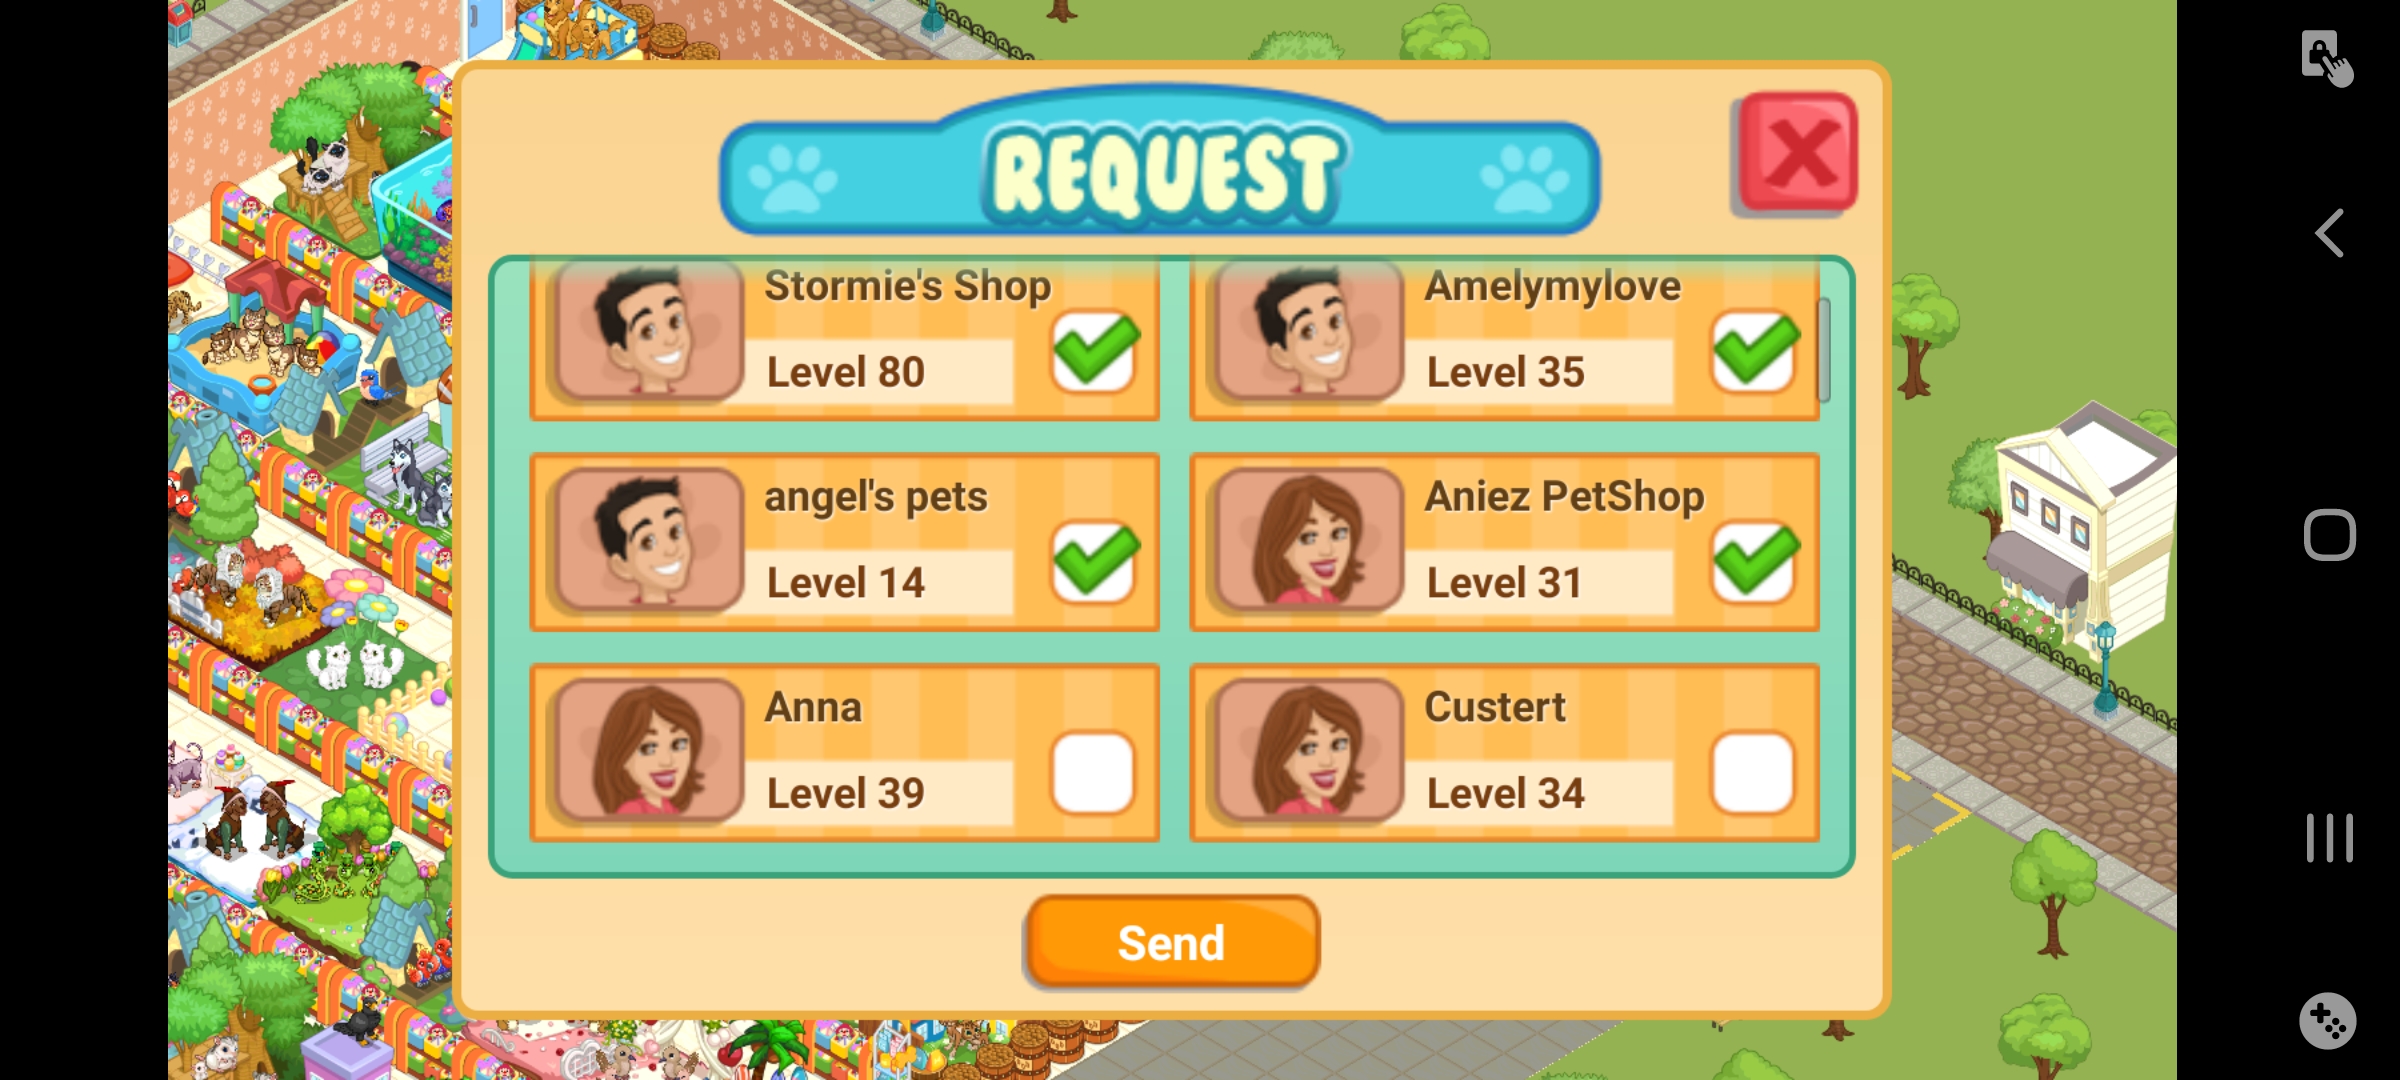 REQUEST
Stormie's Shop
Level 80
Amelymylove
Level 35
angel's pets
Level 14
Aniez PetShop
Level 31
Anna
Level 39
Custert
Level 34
Send